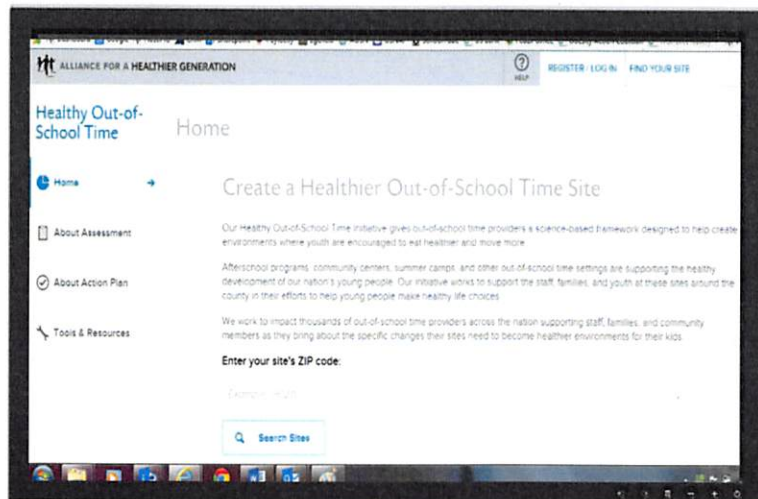 ALLIANCE FOR A HEALTHIER GENERATION
HELP
REGISTER LOG IN FIND YOUR SITE
Healthy Out-of-
School Time
Home
Home
Create a Healthier Out-of-School Time Site
Our Healthy Out-of-School Time initiative gives out-of-school time providers a science-based framework designed to help create
environments where youth are encouraged to eat healthier and move more
About Assessment
Afterschool programs, community centers, summer camps, and other out-of-school time settings are supporting the healthy
development of our nation's young people. Our initiative works to support the staff, families, and youth at these sites around the
county in their efforts to help young people make healthy life choices
About Action Plan
We work to impact thousands of out-of-school time providers across the nation supporting staff, families, and community
members as they bring about the specific changes their sites need to become healthier environments for their kids
Tools & Resources
Enter your site's ZIP code:
Search Sites